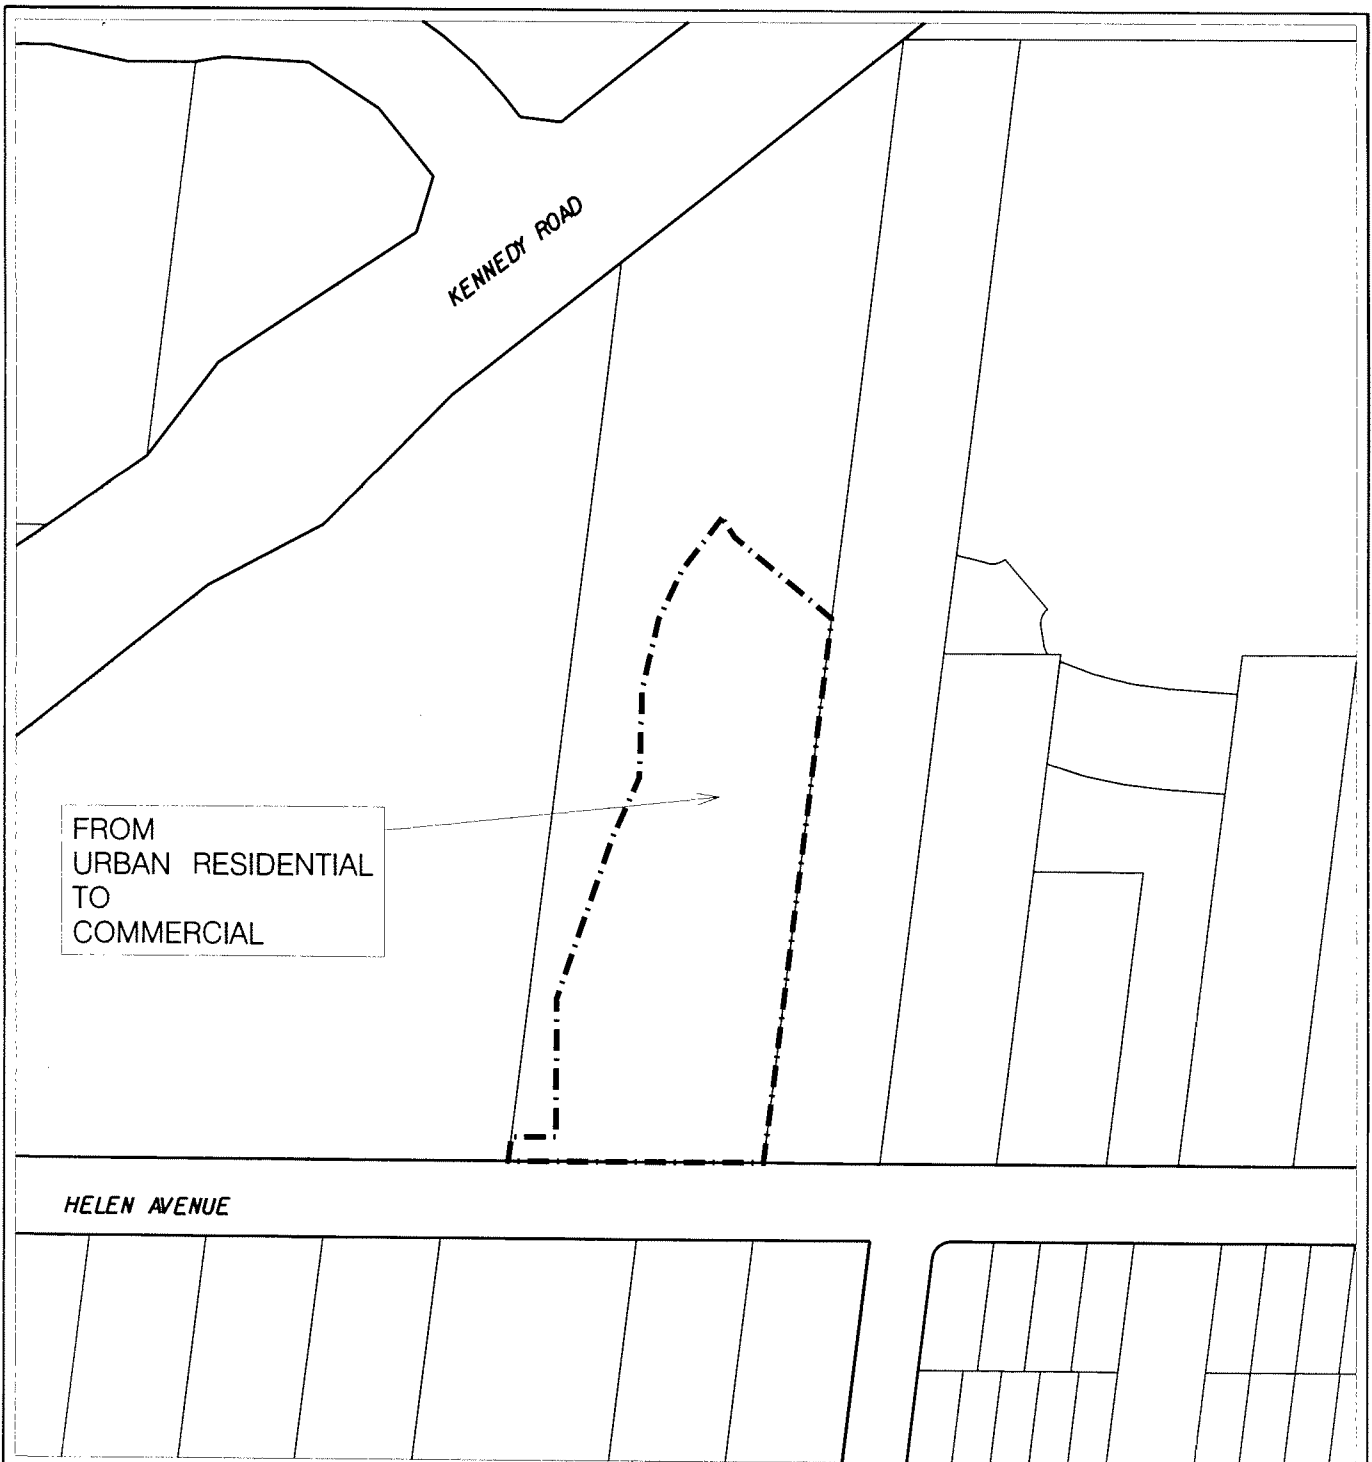 KENNEDY ROAD
FROM
URBAN RESIDENTIAL
TO
COMMERCIAL
HELEN AVENUE